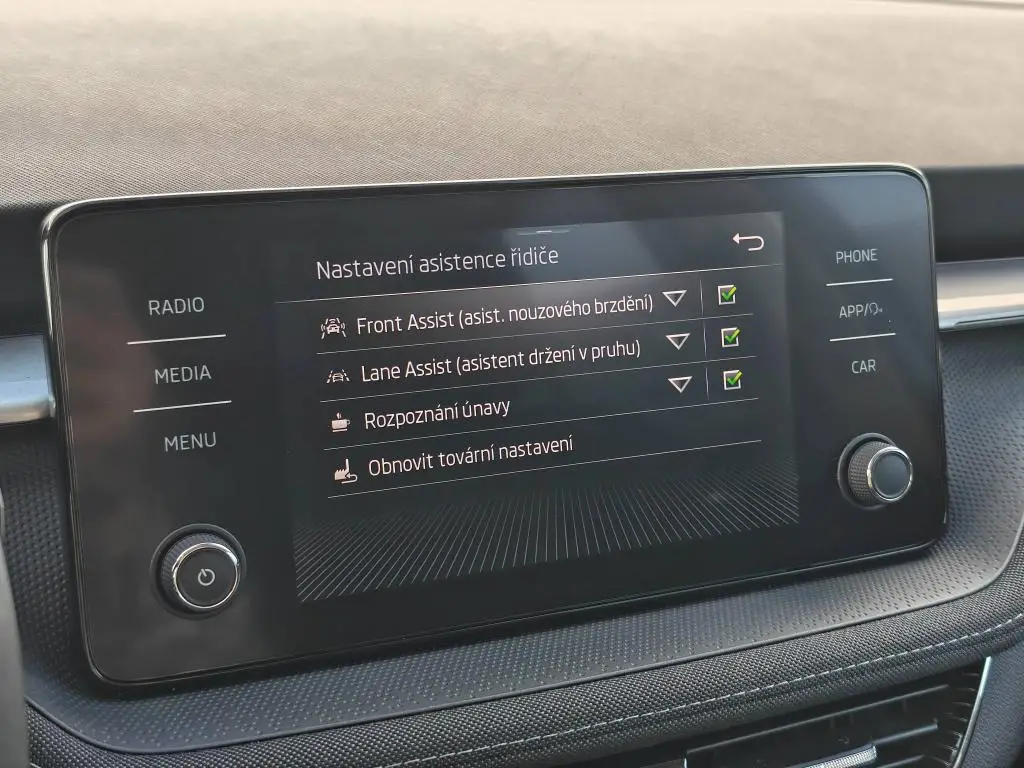 RADIO
MEDIA
MENU
Nastavení asistence řidiče
Front Assist (asist. nouzového brzdění)
Lane Assist (asistent držení v pruhu)
Rozpoznání únavy
Obnovit tovární nastavení
PHONE
APP/
CAR